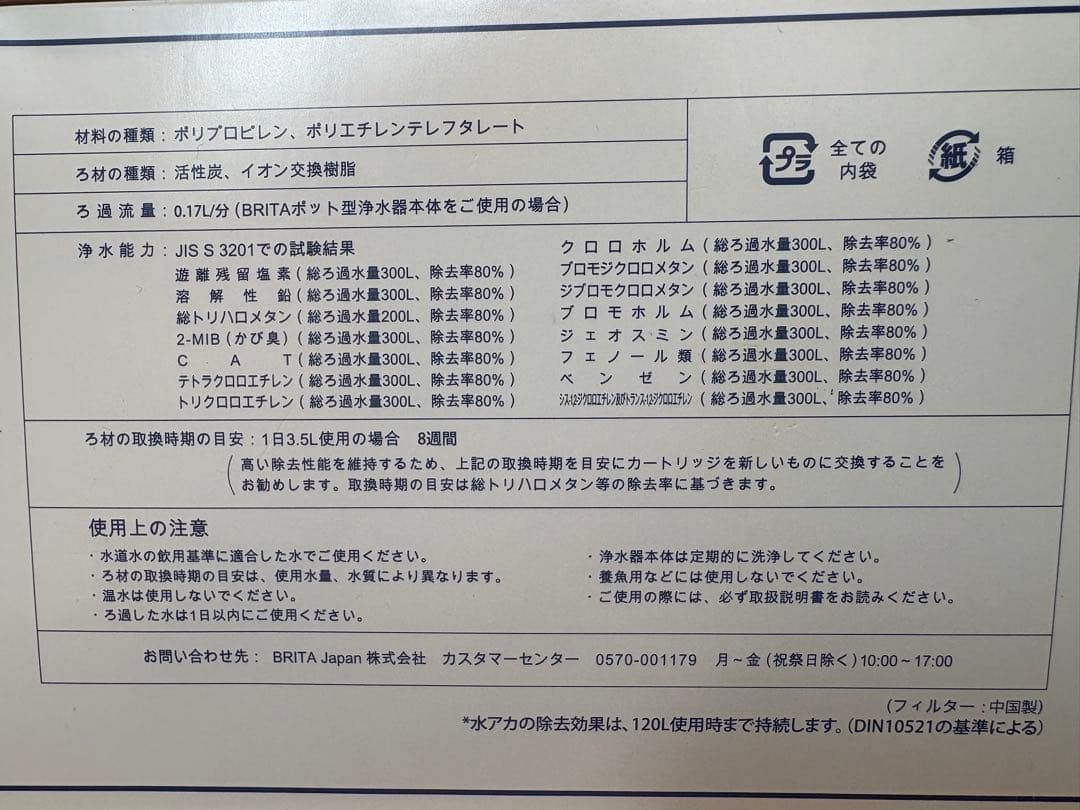 材料の種類：ポリプロピレン、ポリエチレンテレフタレート
ろ材の種類：活性炭、イオン交換樹脂
ろ過流量：0.17L/分（BRITAポット型浄水器本体をご使用の場合）
プラ 全ての
内袋
紙 箱
浄水能力：JIS S 3201での試験結果
遊離残留塩素（総ろ過水量300L、除去率80%）
溶解性鉛（総ろ過水量300L、除去率80%）
総トリハロメタン（総ろ過水量200L、除去率80%）
2-MIB（かび臭）（総ろ過水量300L、除去率80%）
CAT（総ろ過水量300L、除去率80%）
テトラクロロエチレン（総ろ過水量300L、除去率80%）
トリクロロエチレン（総ろ過水量300L、除去率80%）
クロロホルム（総ろ過水量300L、除去率80%）
ブロモジクロロメタン（総ろ過水量300L、除去率80%）
ジブロモクロロメタン（総ろ過水量300L、除去率80%）
ブロモホルム（総ろ過水量300L、除去率80%）
ジェオスミン（総ろ過水量300L、除去率80%）
フェノール類（総ろ過水量300L、除去率80%）
ベンゼン（総ろ過水量300L、除去率80%）
シス-1,2-ジクロロエチレン及びトランス-1,2-ジクロロエチレン（総ろ過水量300L、除去率80%）
ろ材の取換時期の目安：1日3.5L使用の場合　8週間
（高い除去性能を維持するため、上記の取換時期を目安にカートリッジを新しいものに交換することを
お勧めします。取換時期の目安は総トリハロメタン等の除去率に基づきます。）
使用上の注意
・水道水の飲用基準に適合した水でご使用ください。
・ろ材の取換時期の目安は、使用水量、水質により異なります。
・温水は使用しないでください。
・ろ過した水は1日以内にご使用ください。
・浄水器本体は定期的に洗浄してください。
・養魚用などには使用しないでください。
・ご使用の際には、必ず取扱説明書をお読みください。
お問い合わせ先：BRITA Japan 株式会社　カスタマーセンター　0570-001179　月～金（祝祭日除く）10:00～17:00
（フィルター：中国製）
*水アカの除去効果は、120L使用時まで持続します。（DIN10521の基準による）